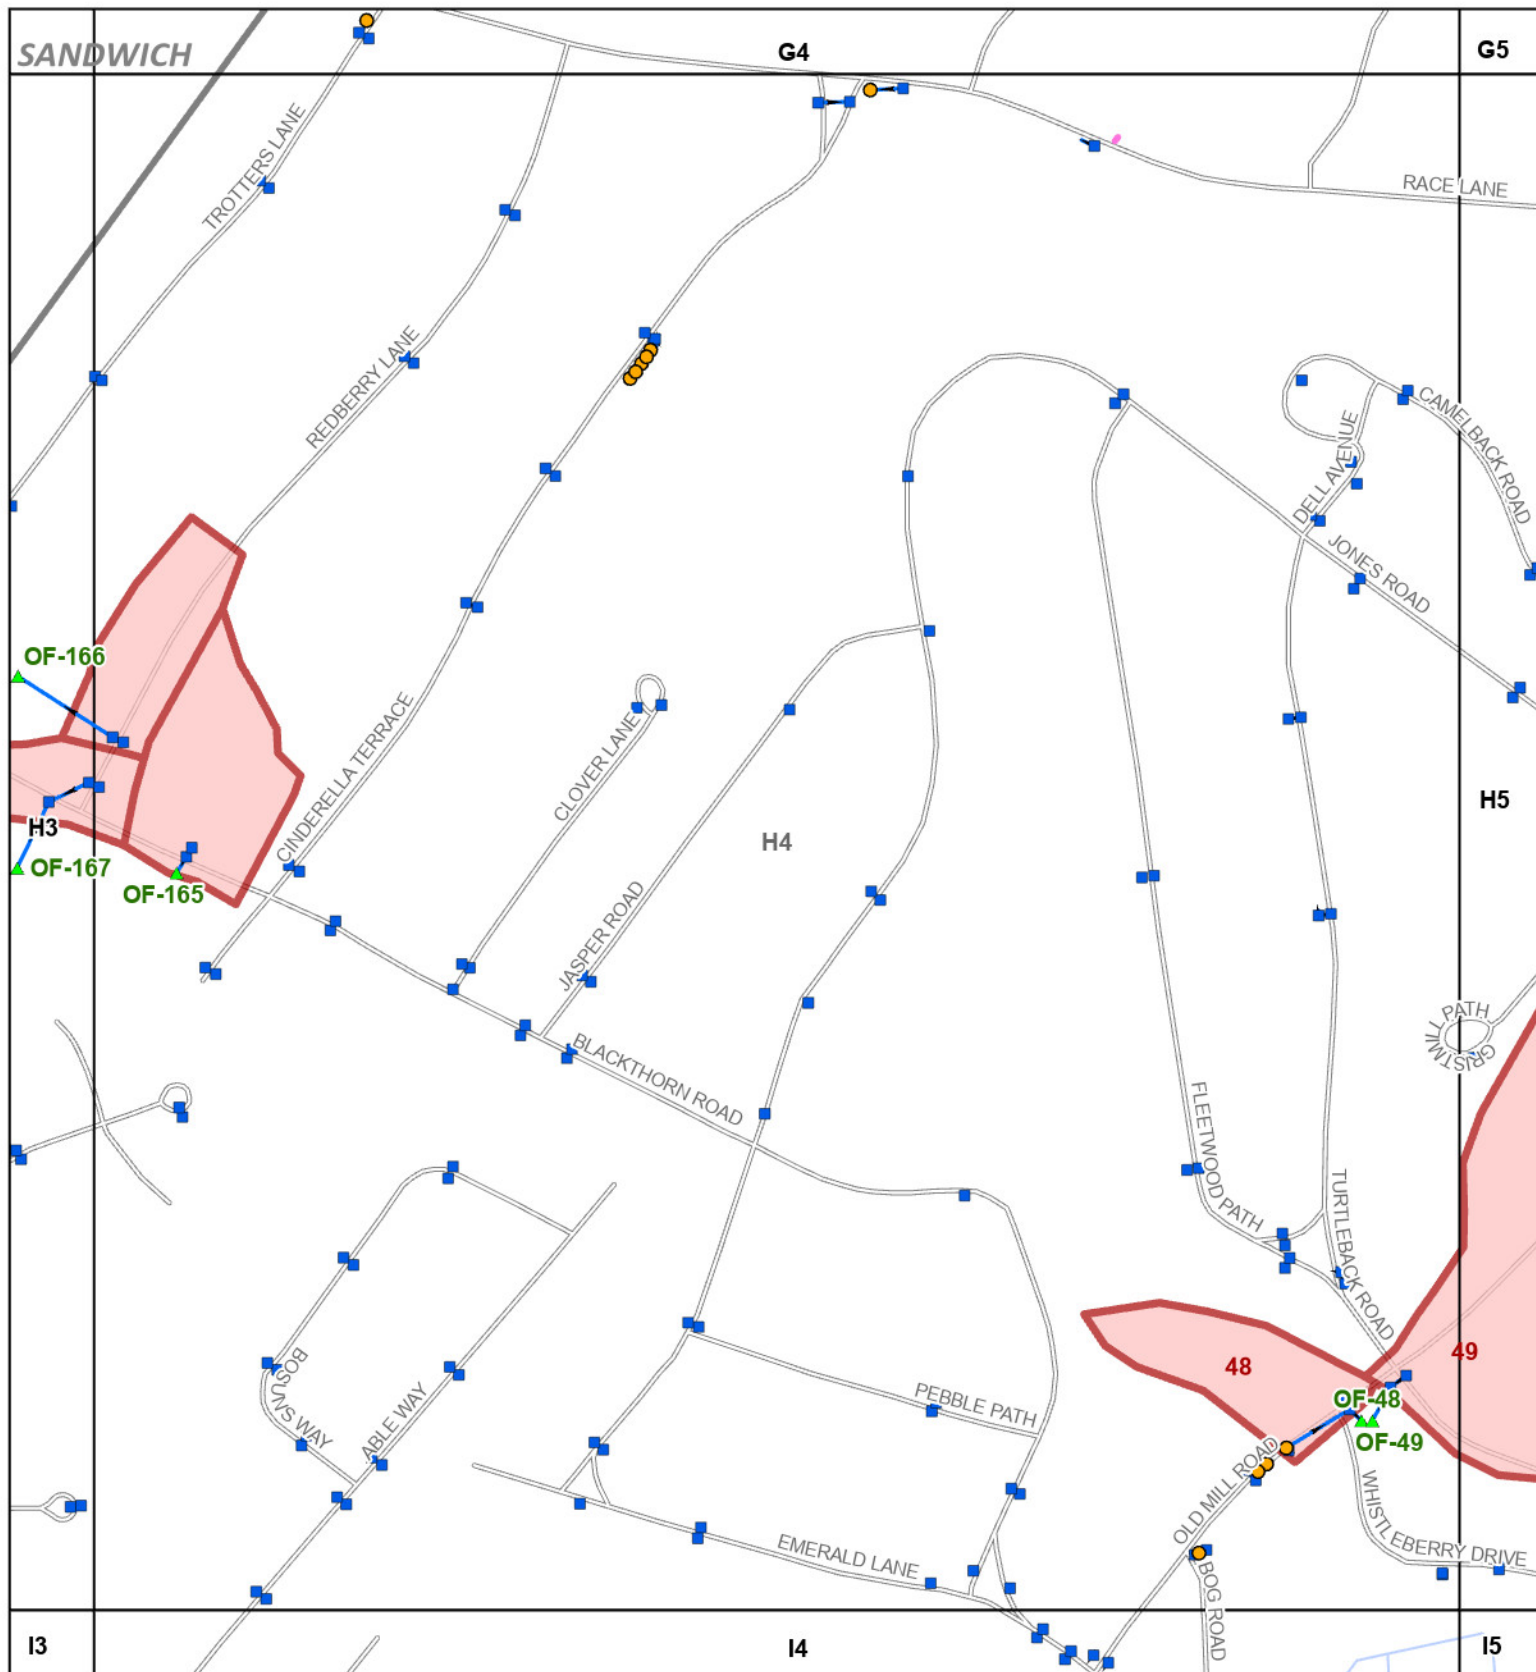 SANDWICH
G4
G5
TROTTERS LANE
RACE LANE
REDBERRY LANE
CAMELBACK ROAD
DELL AVENUE
JONES ROAD
OF-166
CINDERELLA TERRACE
CLOVER LANE
H5
H3
H4
OF-167
OF-165
JASPER ROAD
GRISTMILL PATH
BLACKTHORN ROAD
FLEETWOOD PATH
TURTLEBACK ROAD
48
49
BOSUNS WAY
ABLE WAY
PEBBLE PATH
OF-48
OF-49
OLD MILL ROAD
WHISTLEBERRY DRIVE
EMERALD LANE
BOG ROAD
I3
I4
I5